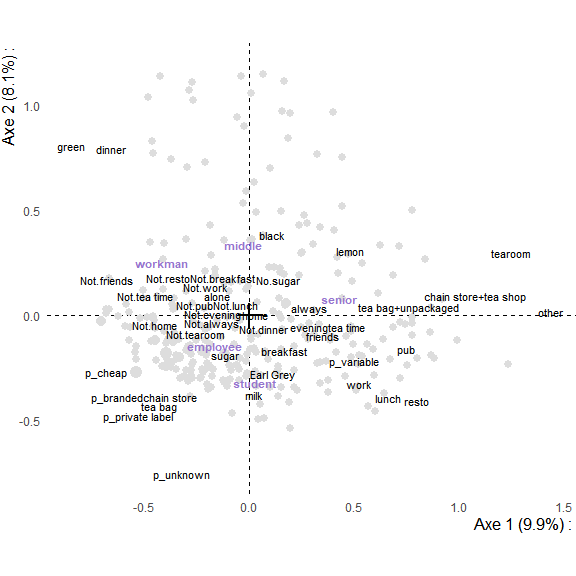 Axe 2 (8.1%) :
1.0
green
dinner
0.5
black
middle
lemon
tearoom
workman
Not.friends
Not.resto
Not.breakfast
No.sugar
Not.work
Not.tea time
alone
senior
chain store+tea shop
Not.pub
Not.lunch
always
tea bag+unpackaged
other
0.0
Not.evening
home
Not.home
Not.always
Not.dinner
evening
tea time
Not.tearoom
friends
employee
sugar
breakfast
pub
p_variable
p_cheap
Earl Grey
student
work
p_branded
chain store
milk
lunch
resto
tea bag
-0.5
p_private label
p_unknown
-0.5
0.0
0.5
1.0
1.5
Axe 1 (9.9%) :